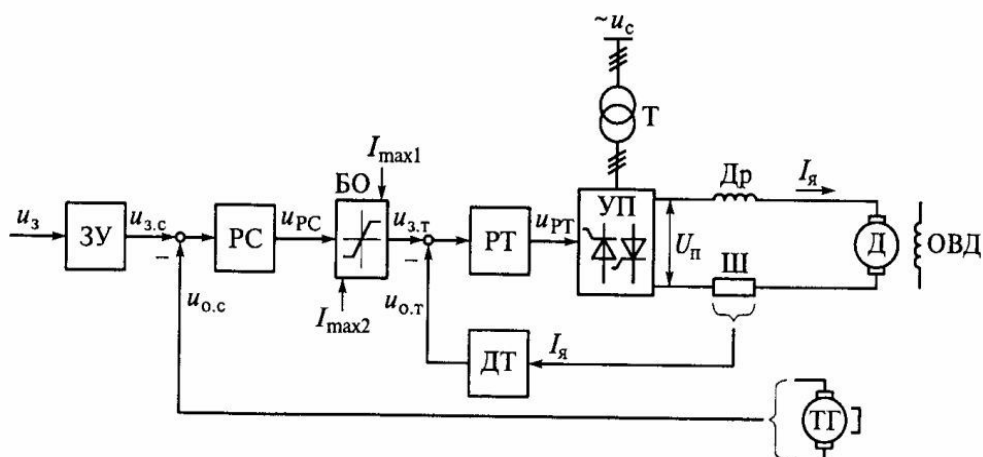 ~u_с
Т
I_max1
БО
Др
I_я
u_з
ЗУ
u_з.с
РС
u_РС
u_з.т
РТ
u_РТ
УП
U_п
Ш
Д
ОВД
–
–
u_о.с
I_max2
u_о.т
ДТ
I_я
ТГ